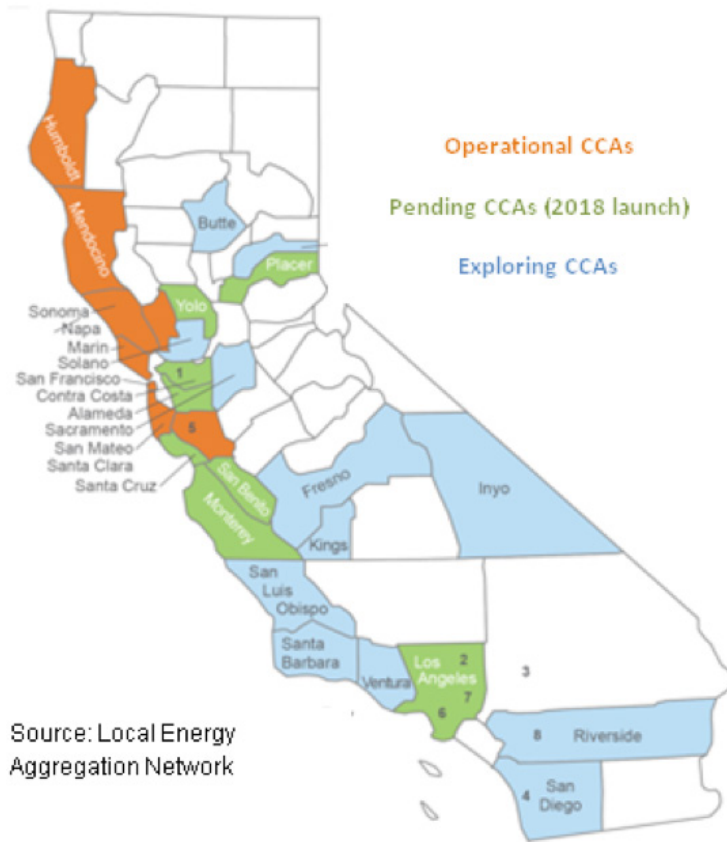 Humboldt
Mendocino
Operational CCAs
Pending CCAs (2018 launch)
Exploring CCAs
Butte
Placer
Yolo
Sonoma
Napa
Marin
Solano
San Francisco
Contra Costa
Alameda
Sacramento
San Mateo
Santa Clara
Santa Cruz
1
5
San Benito
Monterey
Fresno
Kings
Inyo
San
Luis
Obispo
Santa
Barbara
Ventura
Los
Angeles
2
7
6
3
8 Riverside
4 San
Diego
Source: Local Energy
Aggregation Network